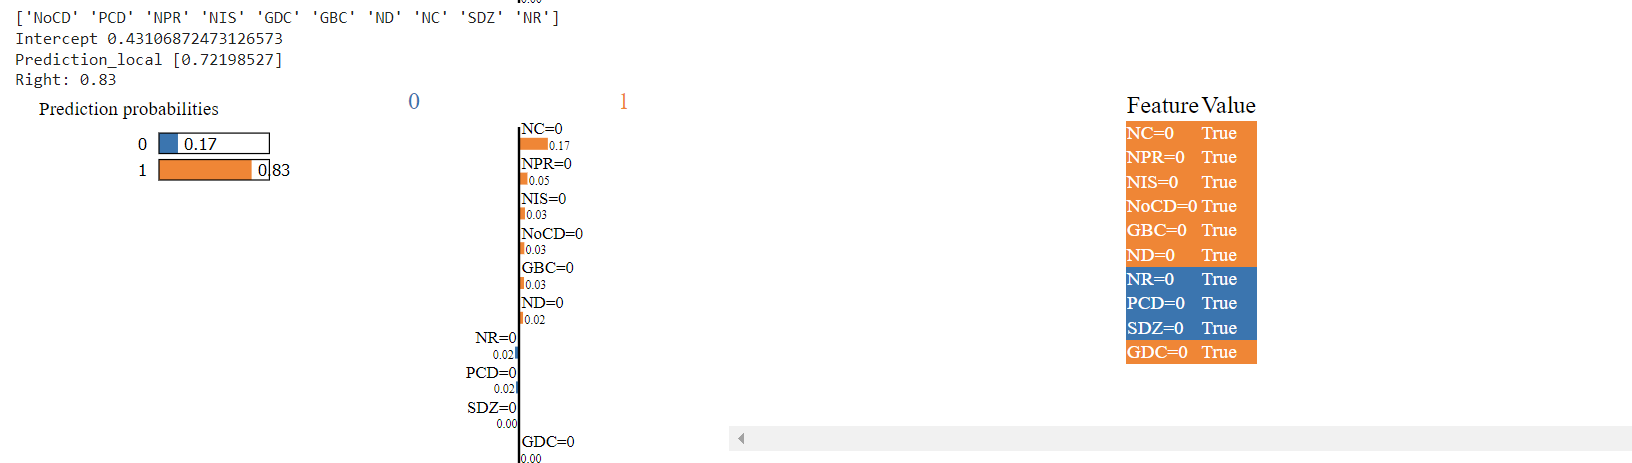 0.00
['NoCD' 'PCD' 'NPR' 'NIS' 'GDC' 'GBC' 'ND' 'NC' 'SDZ' 'NR']
Intercept 0.43106872473126573
Prediction_local [0.72198527]
Right: 0.83
Prediction probabilities
0 0.17
1 0.83
0 1
NC=0
0.17
NPR=0
0.05
NIS=0
0.03
NoCD=0
0.03
GBC=0
0.03
ND=0
0.02
NR=0
0.02
PCD=0
0.02
SDZ=0
0.00
GDC=0
0.00
Feature Value
NC=0 True
NPR=0 True
NIS=0 True
NoCD=0 True
GBC=0 True
ND=0 True
NR=0 True
PCD=0 True
SDZ=0 True
GDC=0 True